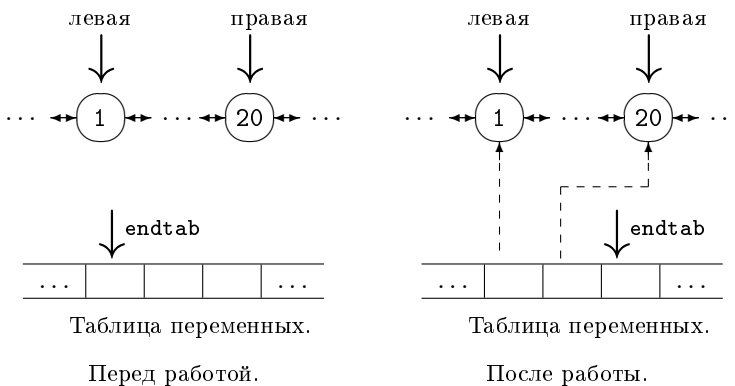 левая правая левая правая
... 1 ... 20 ... ... 1 ... 20 ..
endtab endtab
... ... ... ...
Таблица переменных. Таблица переменных.
Перед работой. После работы.